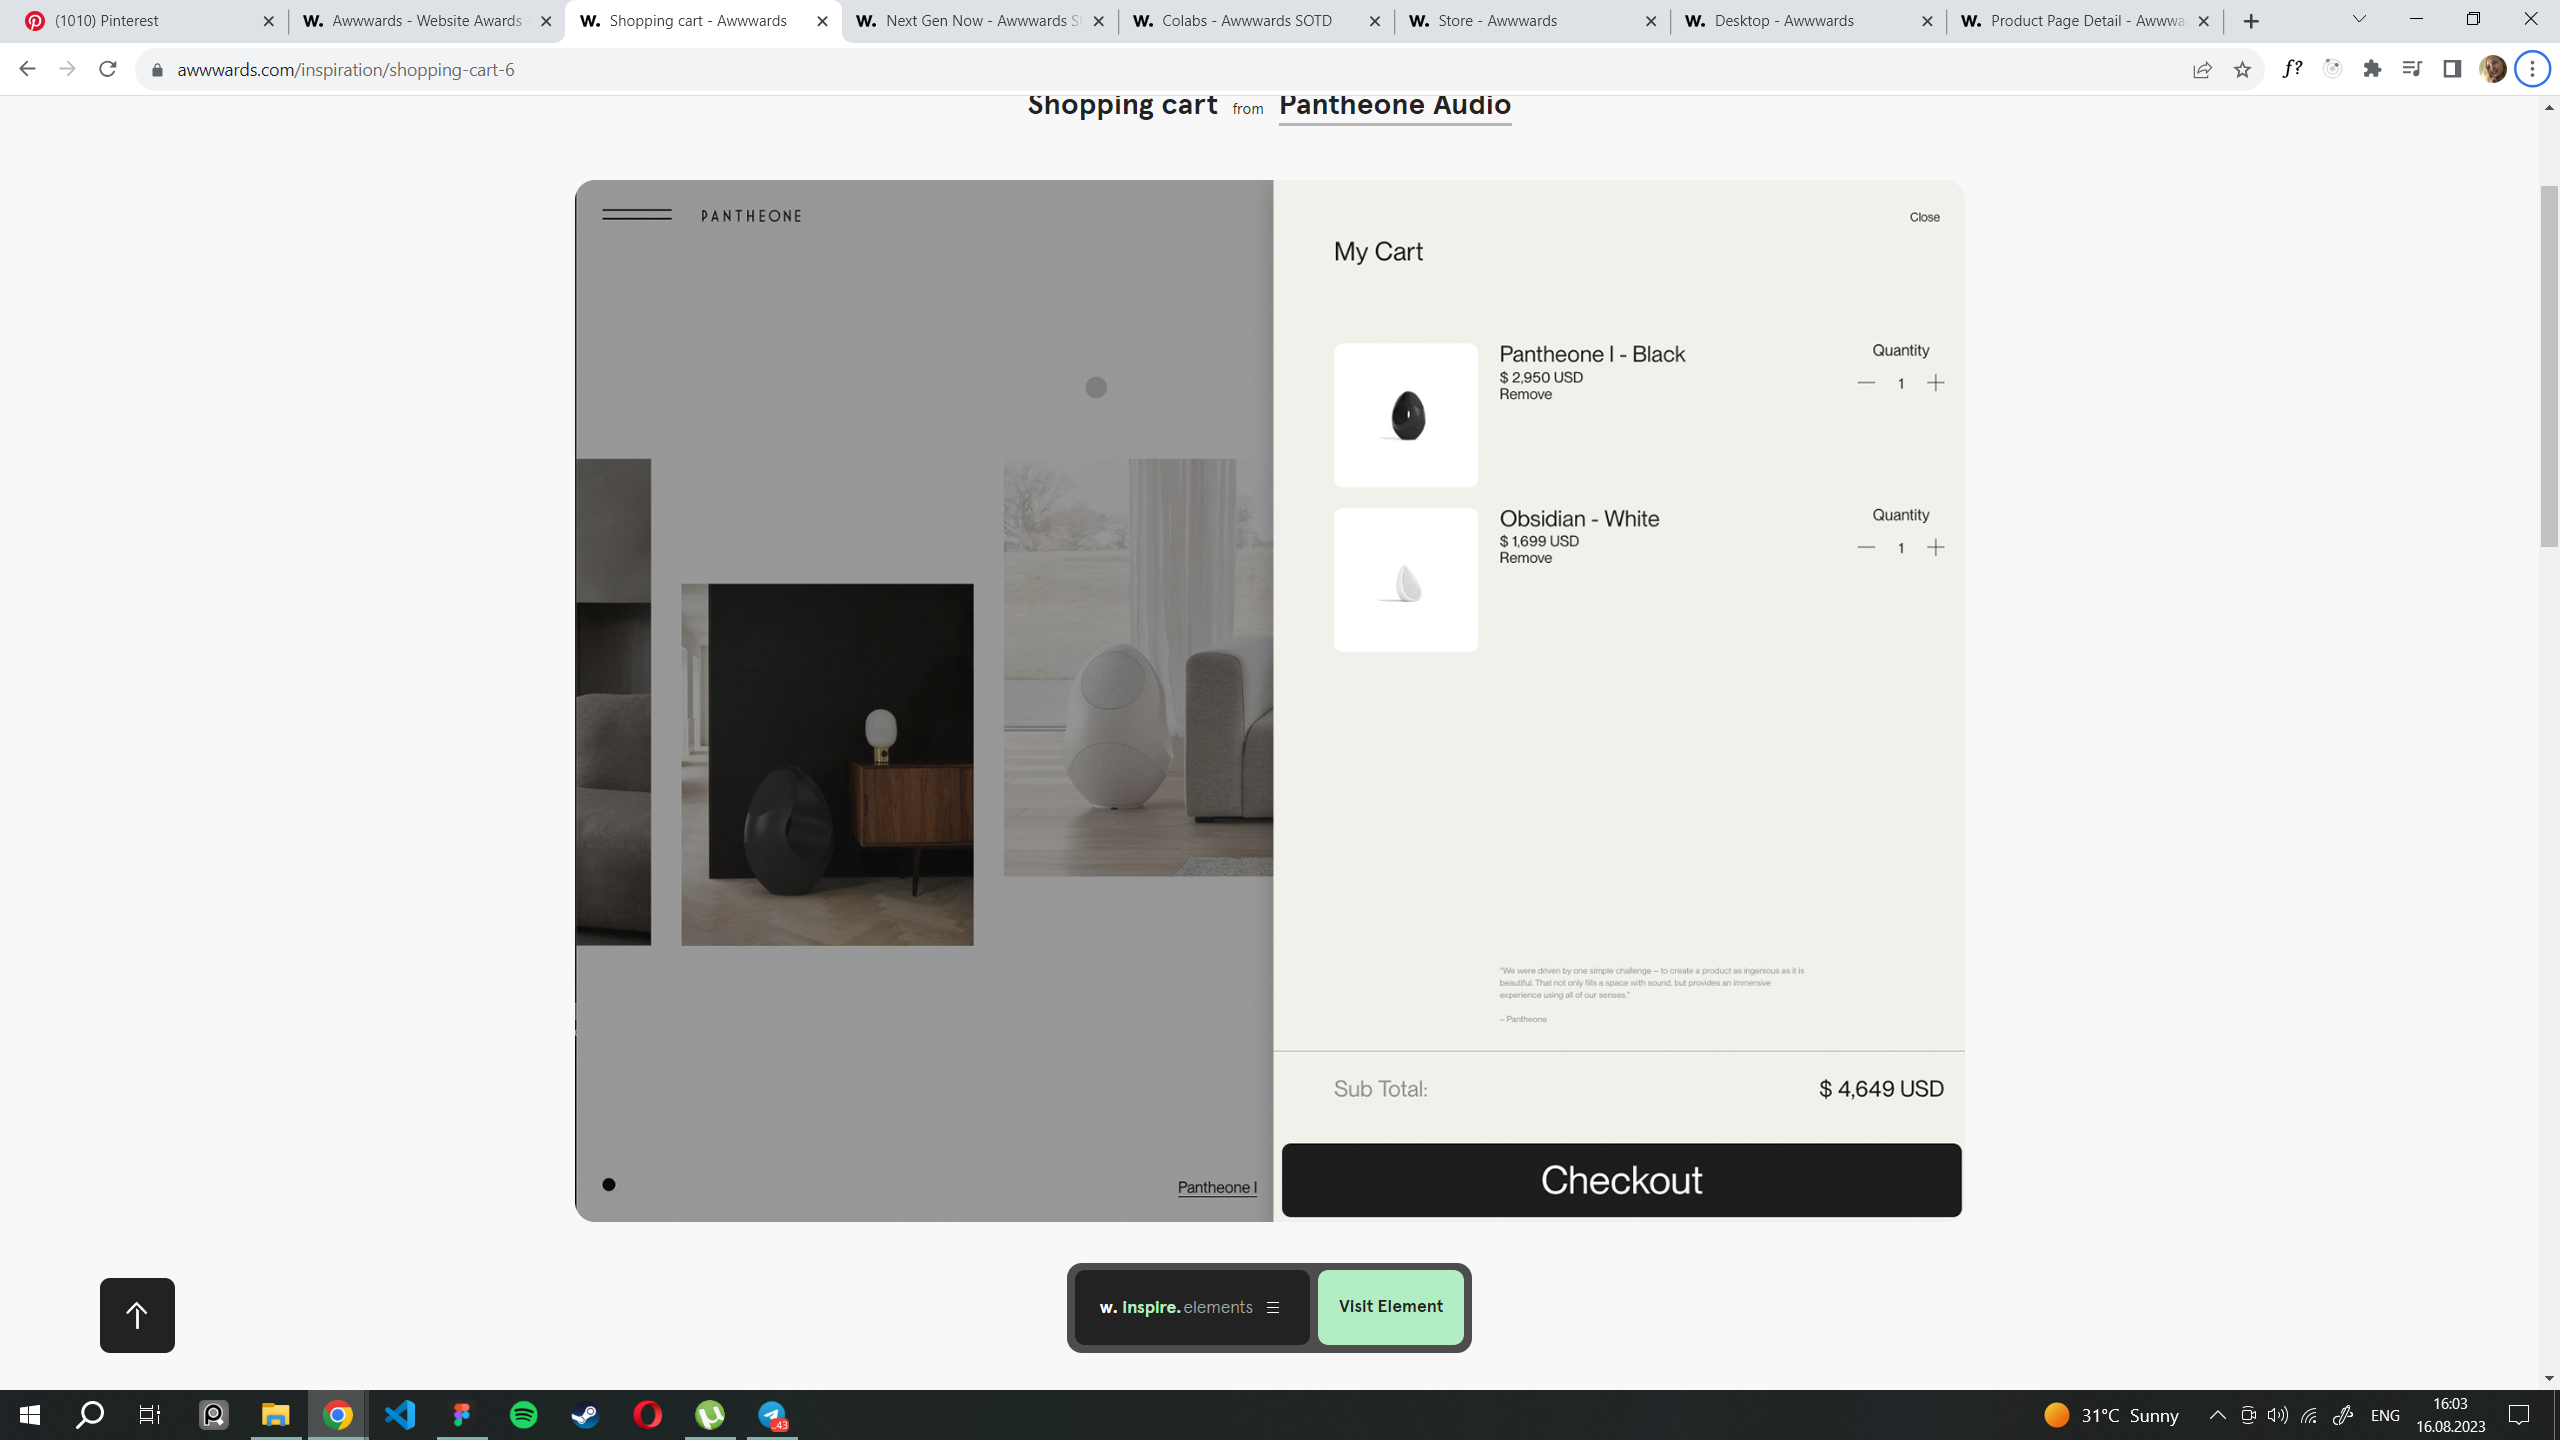 (1010) Pinterest
W. Awwwards - Website Awards -
W. Shopping cart - Awwwards
W. Next Gen Now - Awwwards S
W. Colabs - Awwwards SOTD
W. Store - Awwwards
W. Desktop - Awwwards
W. Product Page Detail - Awwwa
awwwards.com/inspiration/shopping-cart-6
f?
Shopping cart from Pantheone Audio
PANTHEONE
Close
My Cart
Pantheone I - Black
$ 2,950 USD
Remove
Quantity
1
Obsidian - White
$ 1,699 USD
Remove
Quantity
1
"We were driven by one simple challenge – to create a product as ingenious as it is
beautiful. That not only fills a space with sound, but provides an immersive
experience using all of our senses."
– Pantheone
Sub Total:
$ 4,649 USD
Pantheone I
Checkout
w. inspire. elements
Visit Element
..43
31°C Sunny
ENG
16:03
16.08.2023